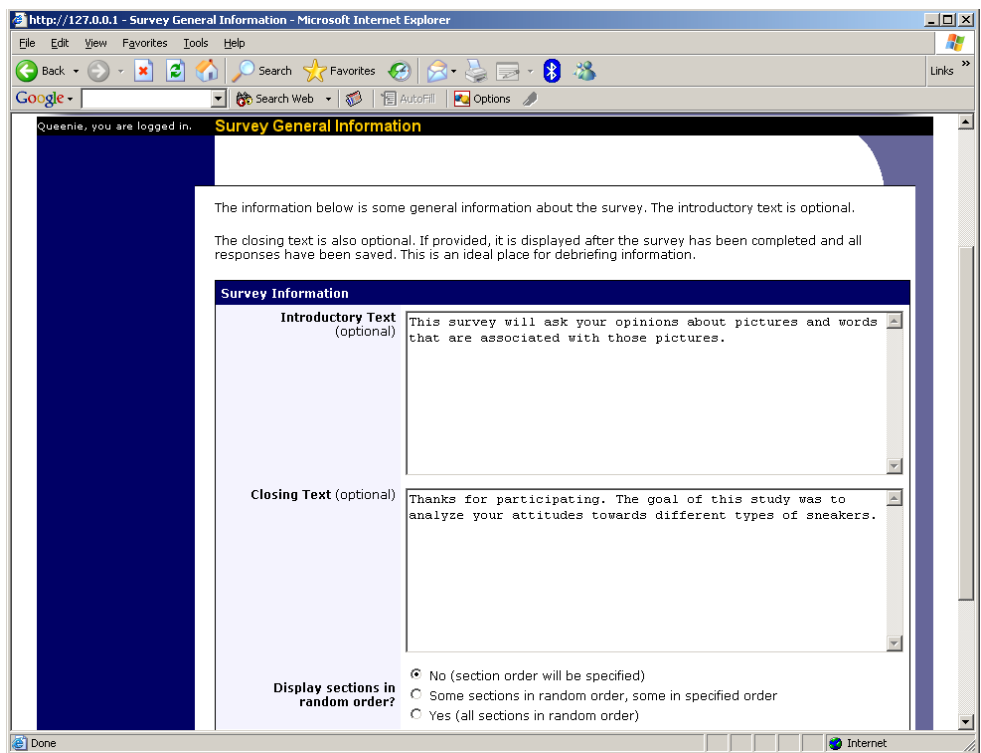 http://127.0.0.1 - Survey General Information - Microsoft Internet Explorer
File Edit View Favorites Tools Help
Back Search Favorites Links »
Google Search Web AutoFill Options
Queenie, you are logged in. Survey General Information
The information below is some general information about the survey. The introductory text is optional.
The closing text is also optional. If provided, it is displayed after the survey has been completed and all
responses have been saved. This is an ideal place for debriefing information.
Survey Information
Introductory Text
(optional)
This survey will ask your opinions about pictures and words
that are associated with those pictures.
Closing Text (optional)
Thanks for participating. The goal of this study was to
analyze your attitudes towards different types of sneakers.
Display sections in
random order?
No (section order will be specified)
Some sections in random order, some in specified order
Yes (all sections in random order)
Done Internet